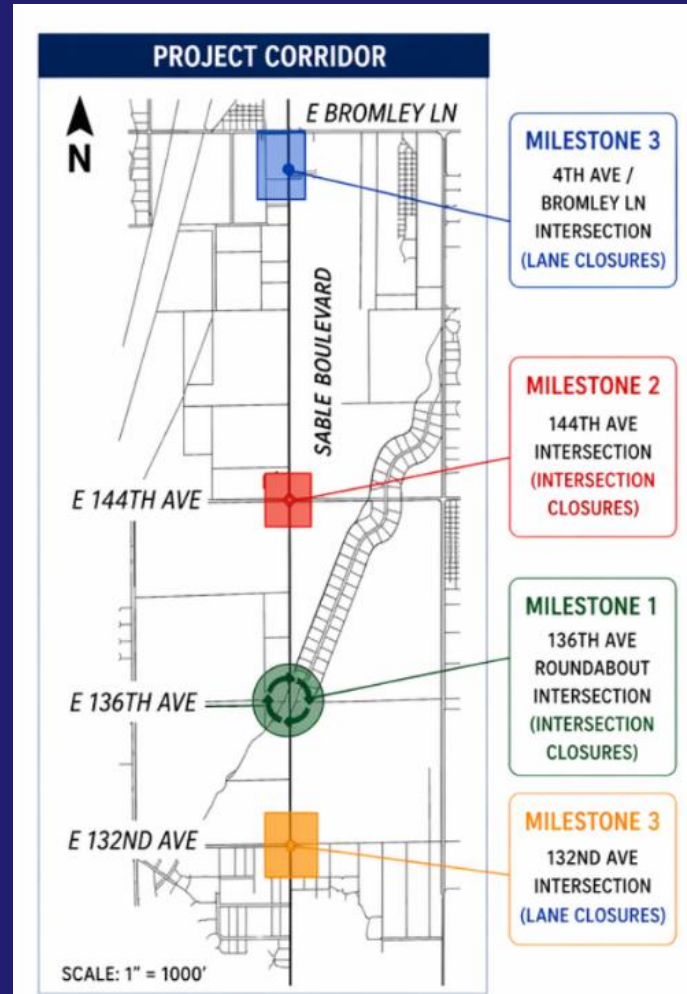 PROJECT CORRIDOR
N
E BROMLEY LN
SABLE BOULEVARD
E 144TH AVE
E 136TH AVE
E 132ND AVE
SCALE: 1" = 1000'
MILESTONE 3
4TH AVE /
BROMLEY LN
INTERSECTION
(LANE CLOSURES)
MILESTONE 2
144TH AVE
INTERSECTION
(INTERSECTION
CLOSURES)
MILESTONE 1
136TH AVE
ROUNDABOUT
INTERSECTION
(INTERSECTION
CLOSURES)
MILESTONE 3
132ND AVE
INTERSECTION
(LANE CLOSURES)